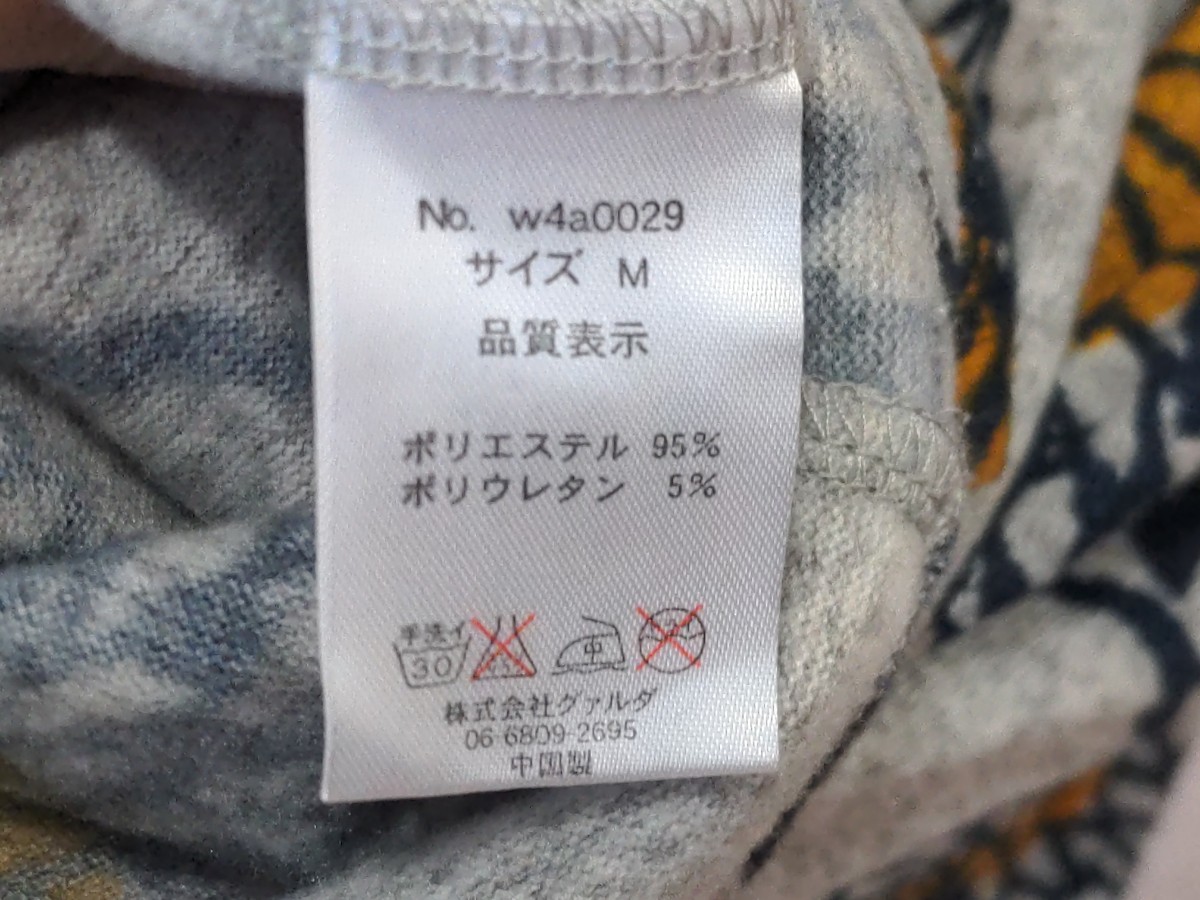 No. w4a0029
サイズ M
品質表示
ポリエステル 95%
ポリウレタン 5%
手洗イ
30 中
株式会社グァルダ
06-6809-2695
中国製